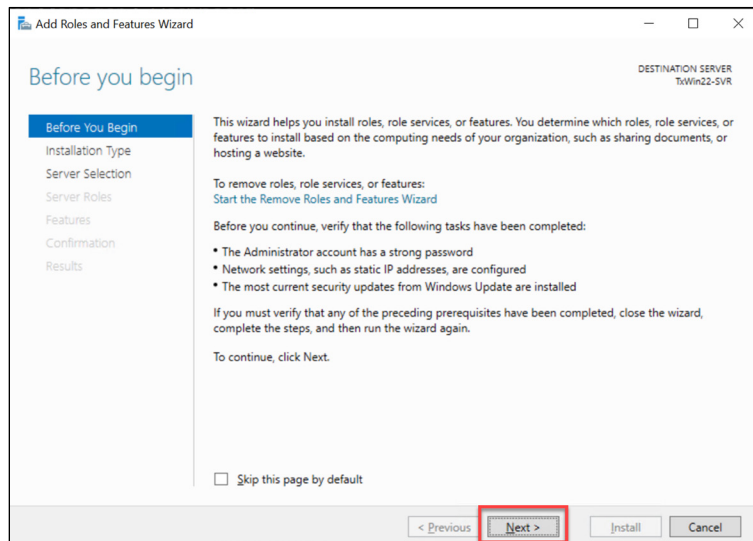 Add Roles and Features Wizard
Before you begin
DESTINATION SERVER
TxWin22-SVR
Before You Begin
Installation Type
Server Selection
Server Roles
Features
Confirmation
Results
This wizard helps you install roles, role services, or features. You determine which roles, role services, or
features to install based on the computing needs of your organization, such as sharing documents, or
hosting a website.
To remove roles, role services, or features:
Start the Remove Roles and Features Wizard
Before you continue, verify that the following tasks have been completed:
• The Administrator account has a strong password
• Network settings, such as static IP addresses, are configured
• The most current security updates from Windows Update are installed
If you must verify that any of the preceding prerequisites have been completed, close the wizard,
complete the steps, and then run the wizard again.
To continue, click Next.
Skip this page by default
< Previous
Next >
Install
Cancel